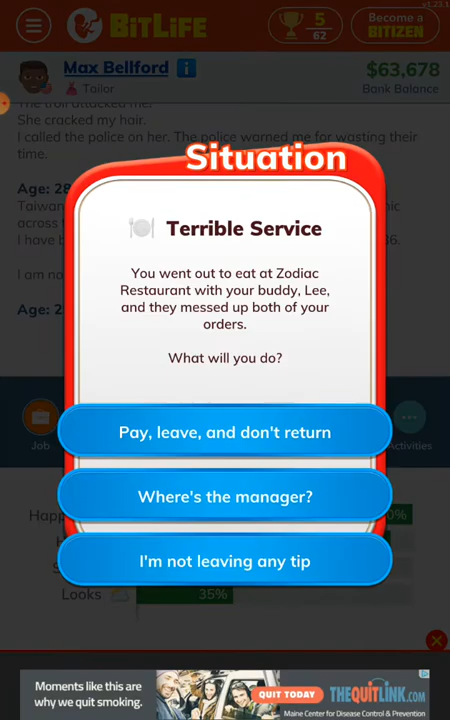 v1.23.1
BitLife
5
62
Become a
BITIZEN
Max Bellford
$63,678
Tailor
Bank Balance
The troll attacked me!
She cracked my hair.
I called the police on her. The police warned me for wasting their
time.
Situation
Age: 28
Taiwan
nic
across
I have b
36.
I am no
Age: 2
Terrible Service
You went out to eat at Zodiac
Restaurant with your buddy, Lee,
and they messed up both of your
orders.
What will you do?
Pay, leave, and don't return
Job
Activities
Where's the manager?
Hap
0%
I'm not leaving any tip
Looks
35%
Moments like this are
why we quit smoking.
QUIT TODAY
THEQUITLINK.COM
Maine Center for Disease Control & Prevention